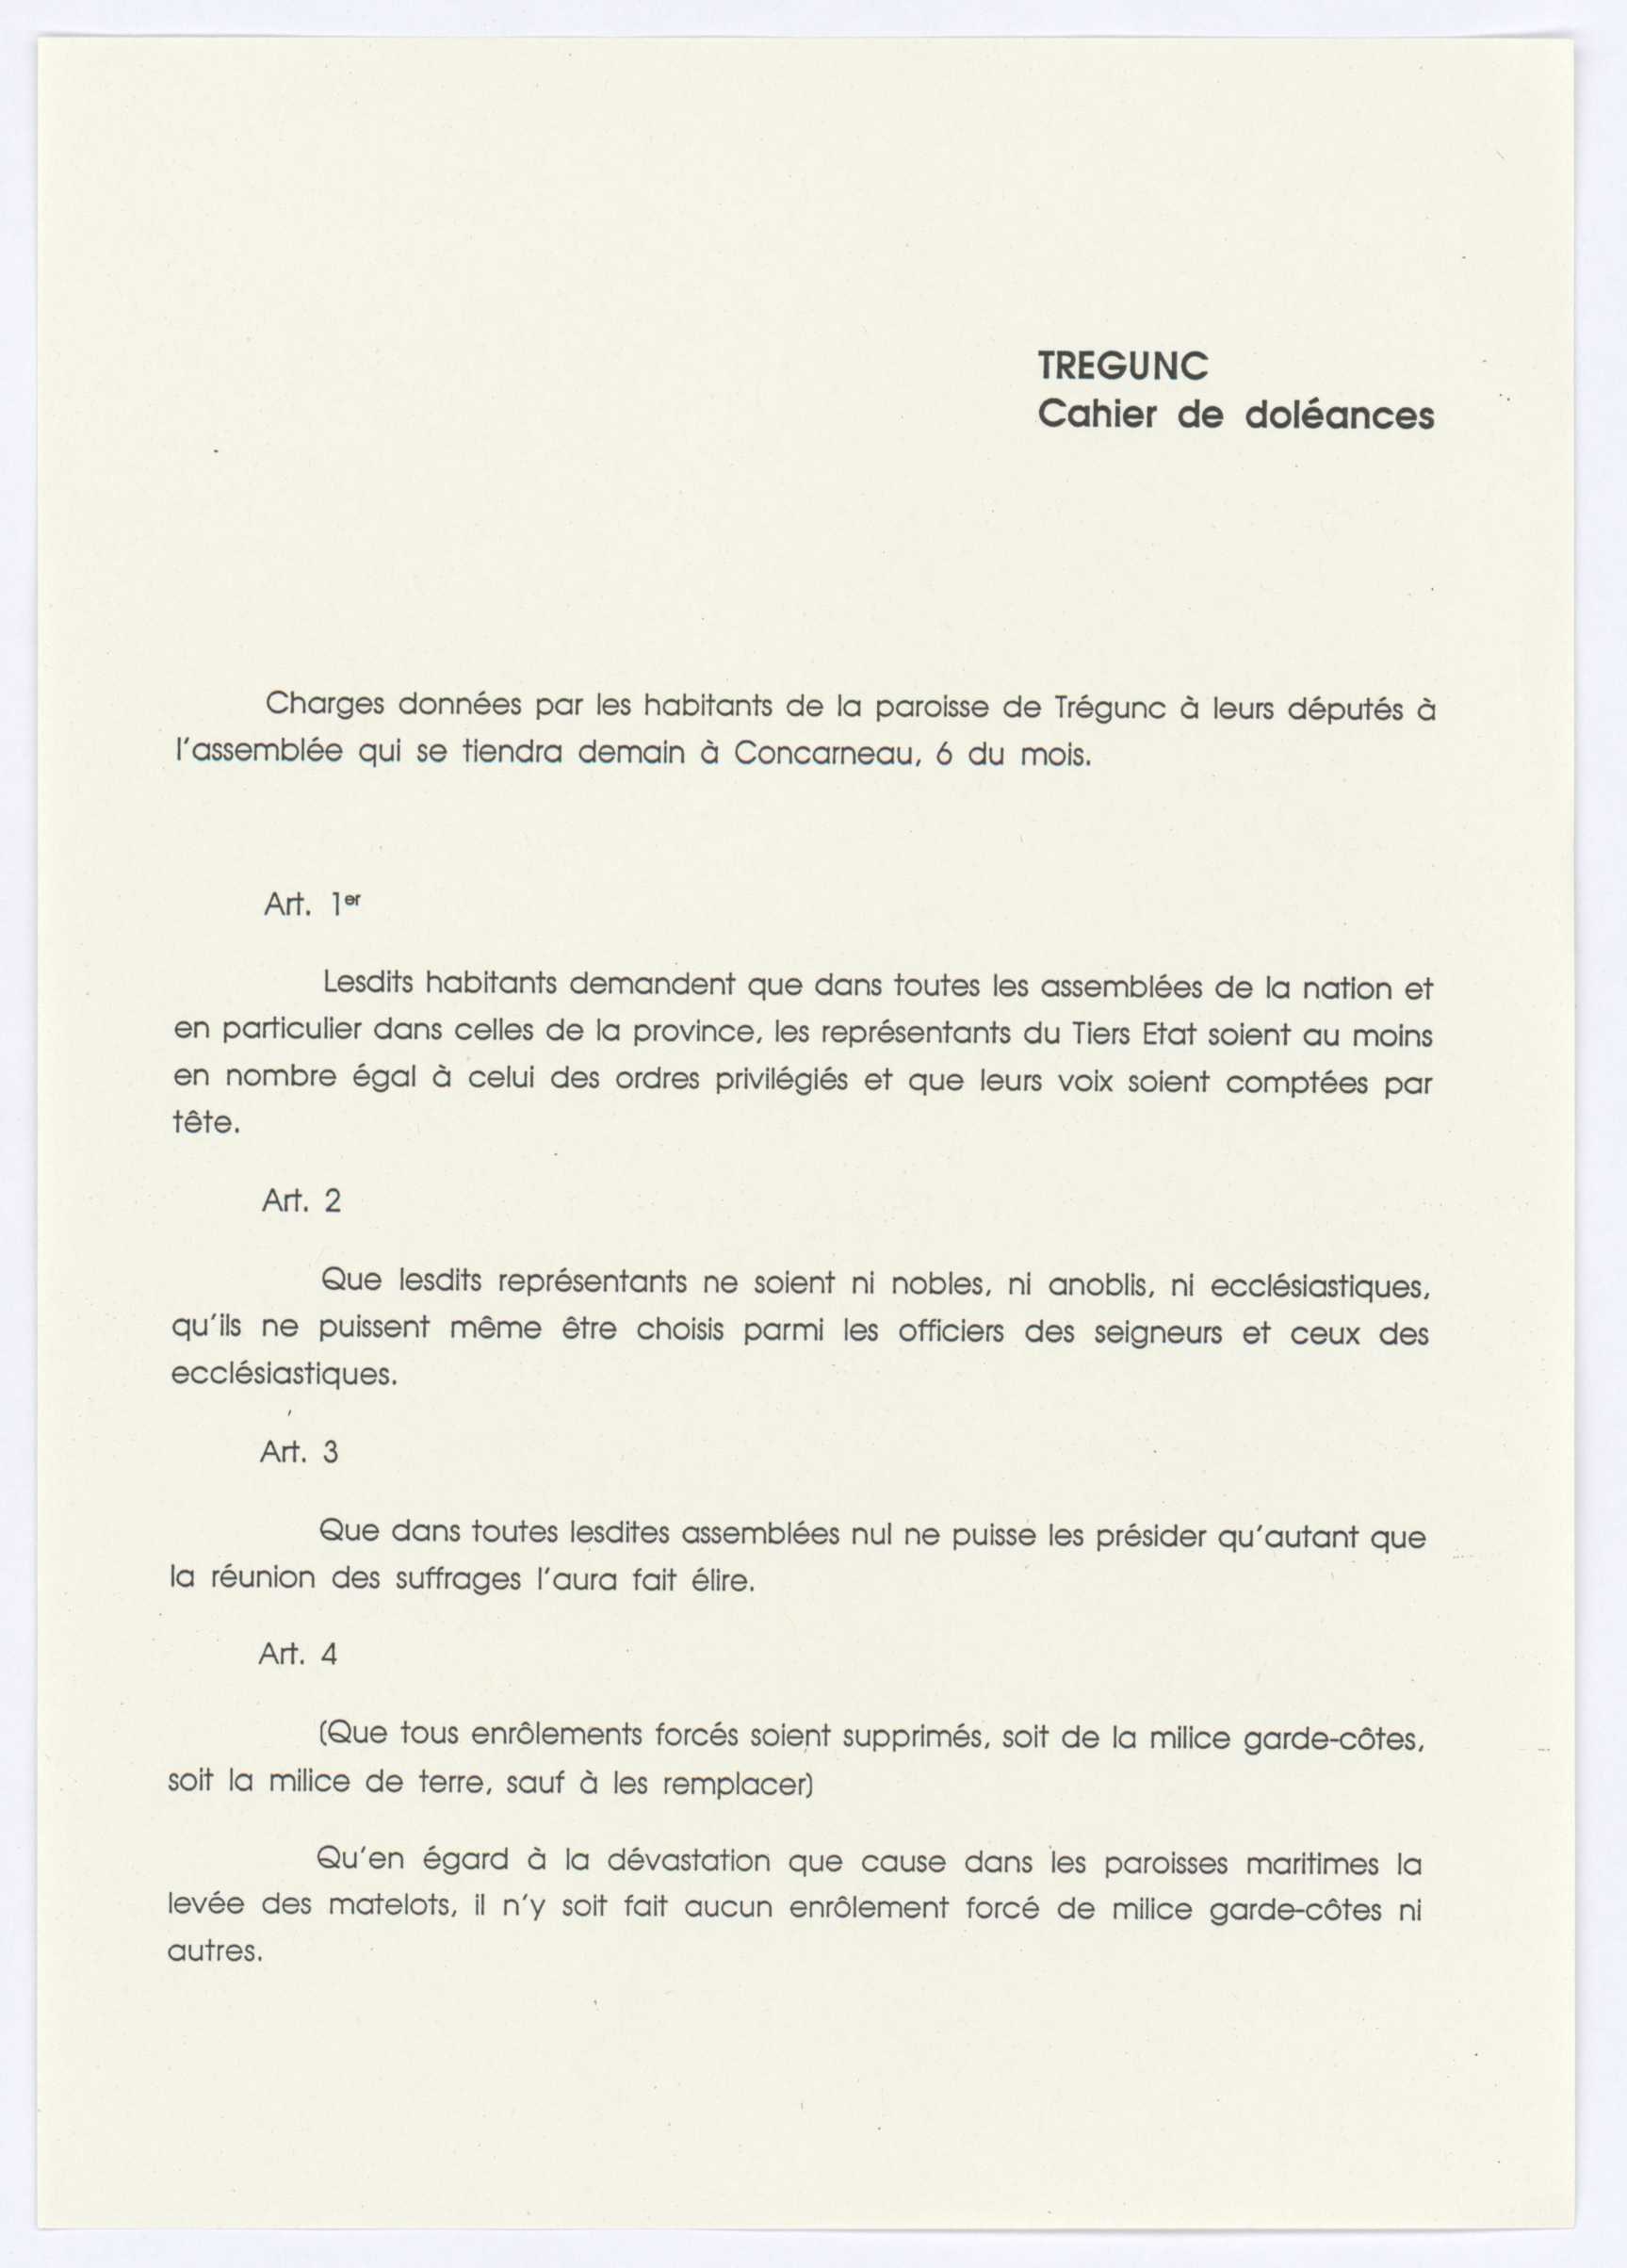 TREGUNC
Cahier de doléances
Charges données par les habitants de la paroisse de Trégunc à leurs députés à
l'assemblée qui se tiendra demain à Concarneau, 6 du mois.
Art. 1er
Lesdits habitants demandent que dans toutes les assemblées de la nation et
en particulier dans celles de la province, les représentants du Tiers Etat soient au moins
en nombre égal à celui des ordres privilégiés et que leurs voix soient comptées par
tête.
Art. 2
Que lesdits représentants ne soient ni nobles, ni anoblis, ni ecclésiastiques,
qu'ils ne puissent même être choisis parmi les officiers des seigneurs et ceux des
ecclésiastiques.
Art. 3
Que dans toutes lesdites assemblées nul ne puisse les présider qu'autant que
la réunion des suffrages l'aura fait élire.
Art. 4
(Que tous enrôlements forcés soient supprimés, soit de la milice garde-côtes,
soit la milice de terre, sauf à les remplacer)
Qu'en égard à la dévastation que cause dans les paroisses maritimes la
levée des matelots, il n'y soit fait aucun enrôlement forcé de milice garde-côtes ni
autres.